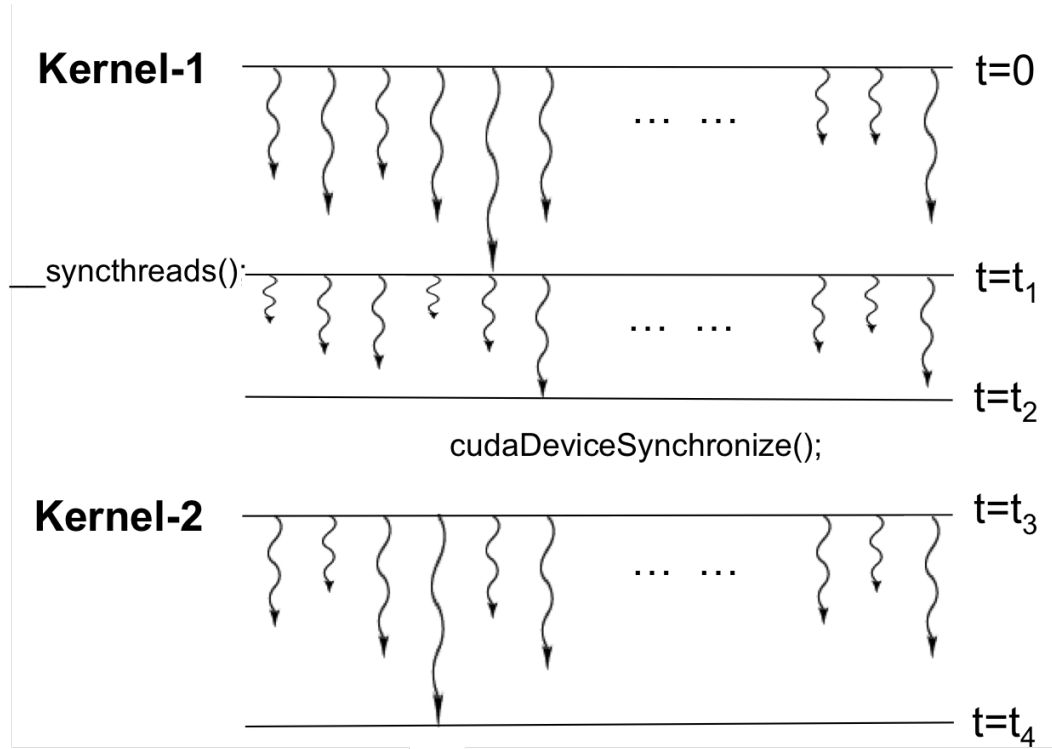 Kernel-1 t=0
... ...
__syncthreads(); t=t₁
... ...
t=t₂
cudaDeviceSynchronize();
Kernel-2 t=t₃
... ...
t=t₄